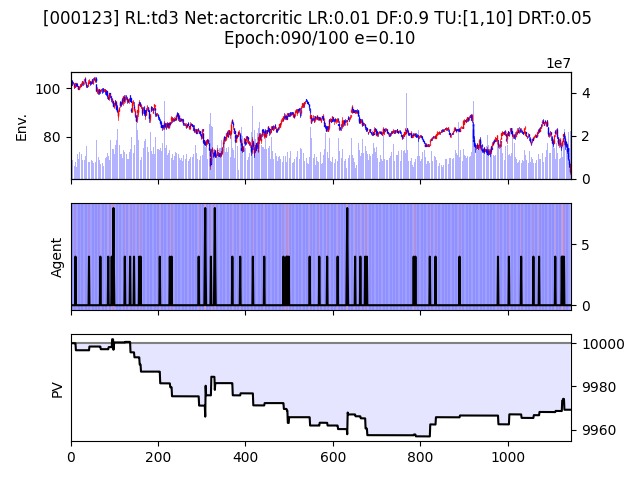 [000123] RL:td3 Net:actorcritic LR:0.01 DF:0.9 TU:[1,10] DRT:0.05
Epoch:090/100 e=0.10
1e7
100
80
Env.
4
2
0
Agent
5
0
PV
10000
9980
9960
0 200 400 600 800 1000